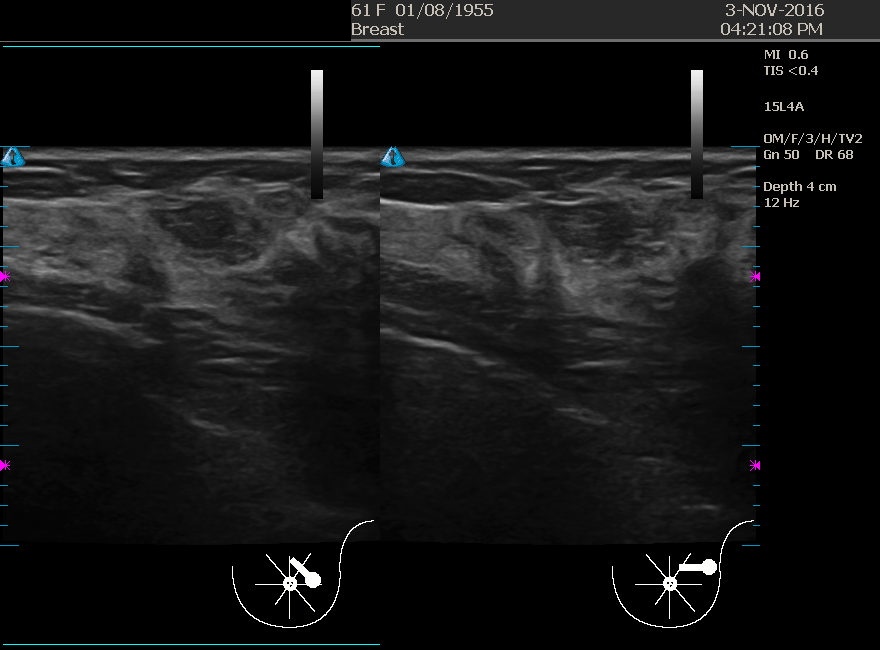 61 F 01/08/1955
3-NOV-2016
Breast
04:21:08 PM
MI 0.6
TIS <0.4
15L4A
OM/F/3/H/TV2
Gn 50 DR 68
Depth 4 cm
12 Hz